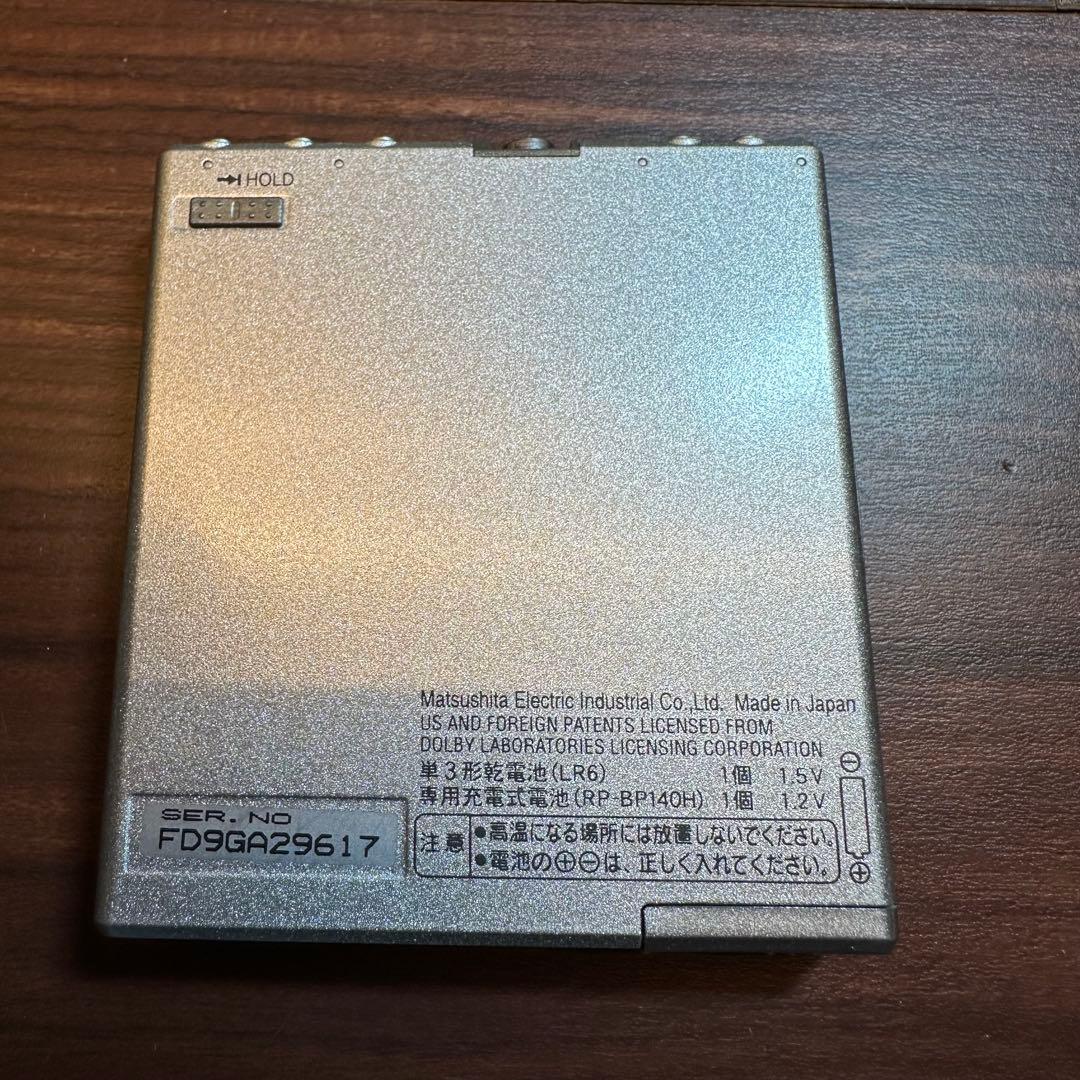 HOLD
Matsushita Electric Industrial Co.,Ltd. Made in Japan
US AND FOREIGN PATENTS LICENSED FROM
DOLBY LABORATORIES LICENSING CORPORATION
単3形乾電池(LR6) 1個 1.5V
専用充電式電池(RP-BP140H) 1個 1.2V
SER. NO
FD9GA29617
注意
●高温になる場所には放置しないでください。
●電池の⊕⊖は、正しく入れてください。
⊖
⊕